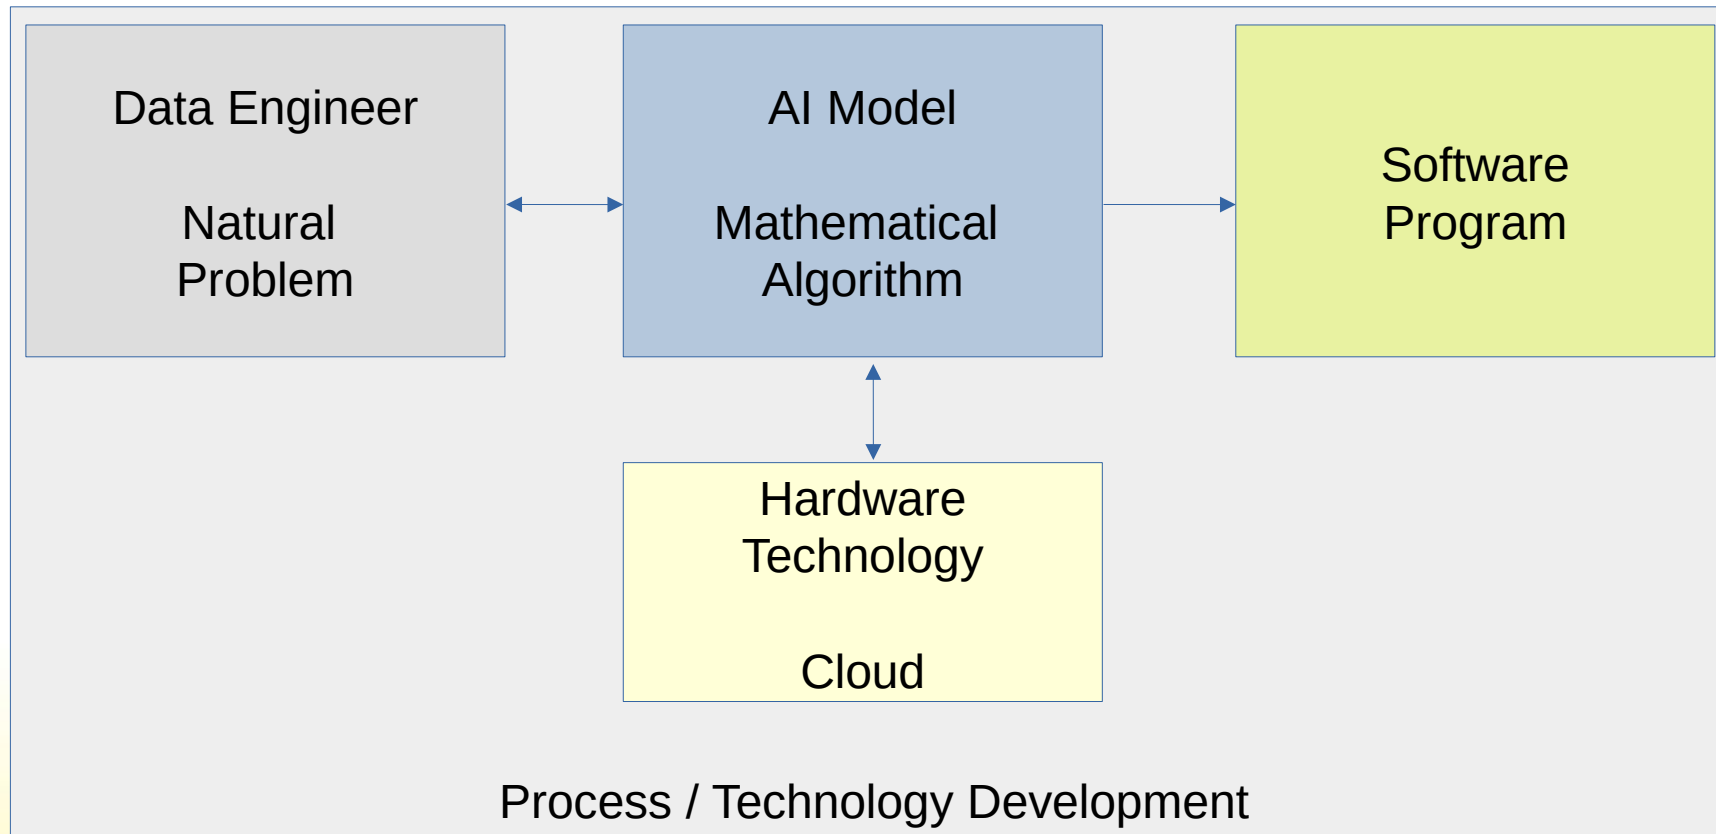 Data Engineer
Natural
Problem
AI Model
Mathematical
Algorithm
Software
Program
Hardware
Technology
Cloud
Process / Technology Development